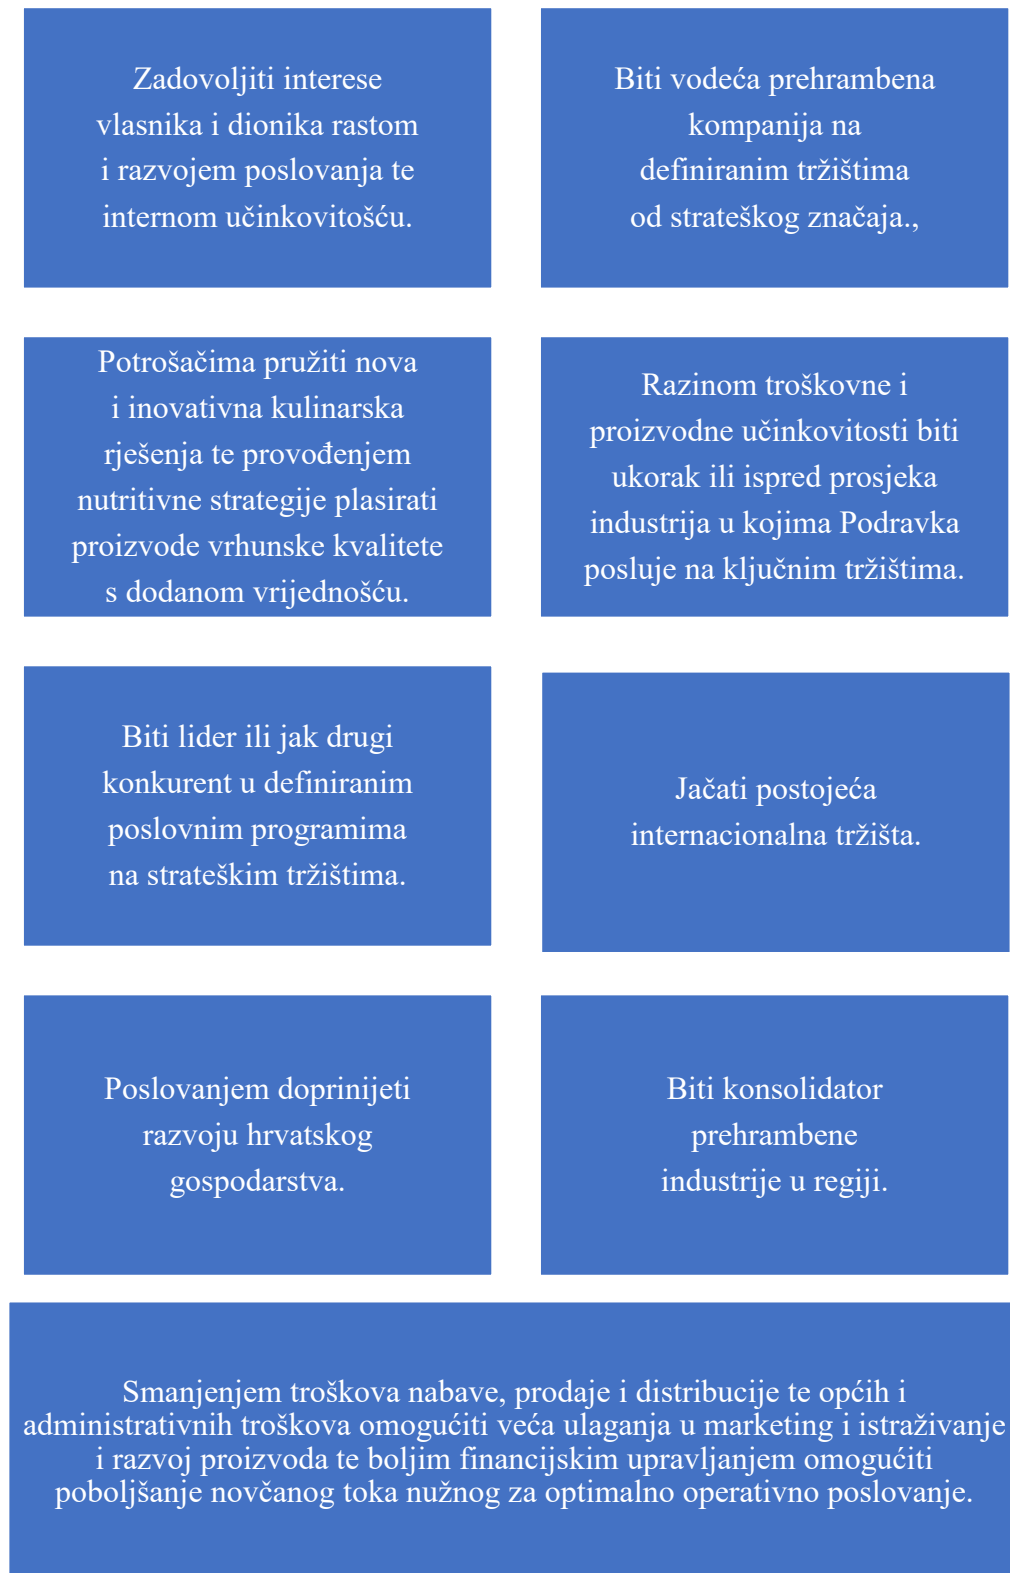 Zadovoljiti interese
vlasnika i dionika rastom
i razvojem poslovanja te
internom učinkovitošću.
Biti vodeća prehrambena
kompanija na
definiranim tržištima
od strateškog značaja.,
Potrošačima pružiti nova
i inovativna kulinarska
rješenja te provođenjem
nutritivne strategije plasirati
proizvode vrhunske kvalitete
s dodanom vrijednošću.
Razinom troškovne i
proizvodne učinkovitosti biti
ukorak ili ispred prosjeka
industrija u kojima Podravka
posluje na ključnim tržištima.
Biti lider ili jak drugi
konkurent u definiranim
poslovnim programima
na strateškim tržištima.
Jačati postojeća
internacionalna tržišta.
Poslovanjem doprinijeti
razvoju hrvatskog
gospodarstva.
Biti konsolidator
prehrambene
industrije u regiji.
Smanjenjem troškova nabave, prodaje i distribucije te općih i
administrativnih troškova omogućiti veća ulaganja u marketing i istraživanje
i razvoj proizvoda te boljim financijskim upravljanjem omogućiti
poboljšanje novčanog toka nužnog za optimalno operativno poslovanje.